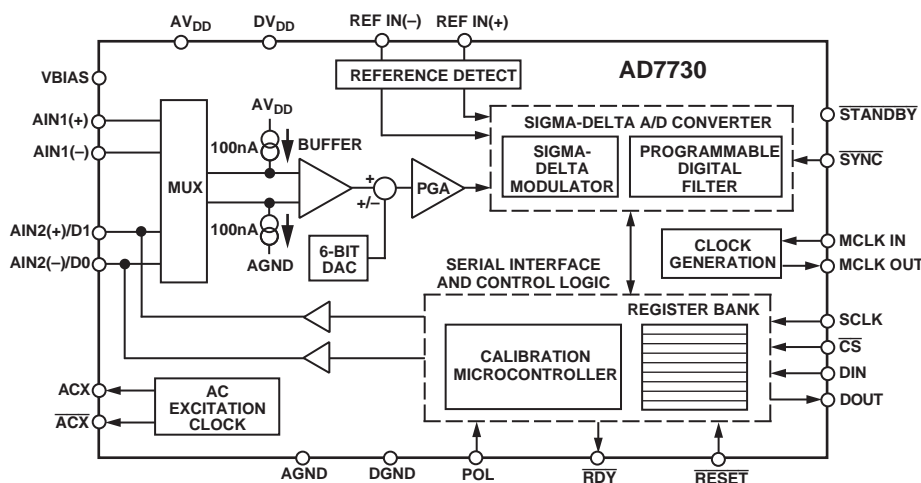 AVDD
DVDD
REF IN(–)
REF IN(+)
VBIAS
REFERENCE DETECT
AD7730
AIN1(+)
AVDD
STANDBY
SIGMA-DELTA A/D CONVERTER
100nA
BUFFER
AIN1(–)
SIGMA-
DELTA
MODULATOR
PROGRAMMABLE
DIGITAL
FILTER
SYNC
MUX
+
PGA
+/–
AIN2(+)/D1
100nA
6-BIT
DAC
MCLK IN
CLOCK
GENERATION
AIN2(–)/D0
AGND
SERIAL INTERFACE
AND CONTROL LOGIC
MCLK OUT
REGISTER BANK
SCLK
CS
CALIBRATION
MICROCONTROLLER
DIN
ACX
AC
EXCITATION
CLOCK
DOUT
ACX
AGND
DGND
POL
RDY
RESET